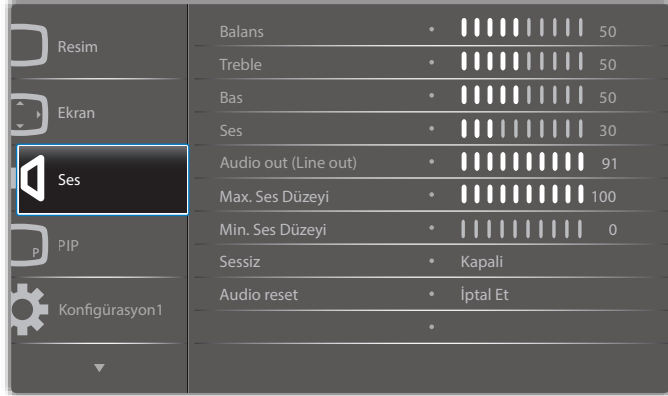 Resim
Ekran
Ses
P
PIP
Konfigürasyon1
Balans • 50
Treble • 50
Bas • 50
Ses • 30
Audio out (Line out) • 91
Max. Ses Düzeyi • 100
Min. Ses Düzeyi • 0
Sessiz • Kapali
Audio reset • İptal Et
•